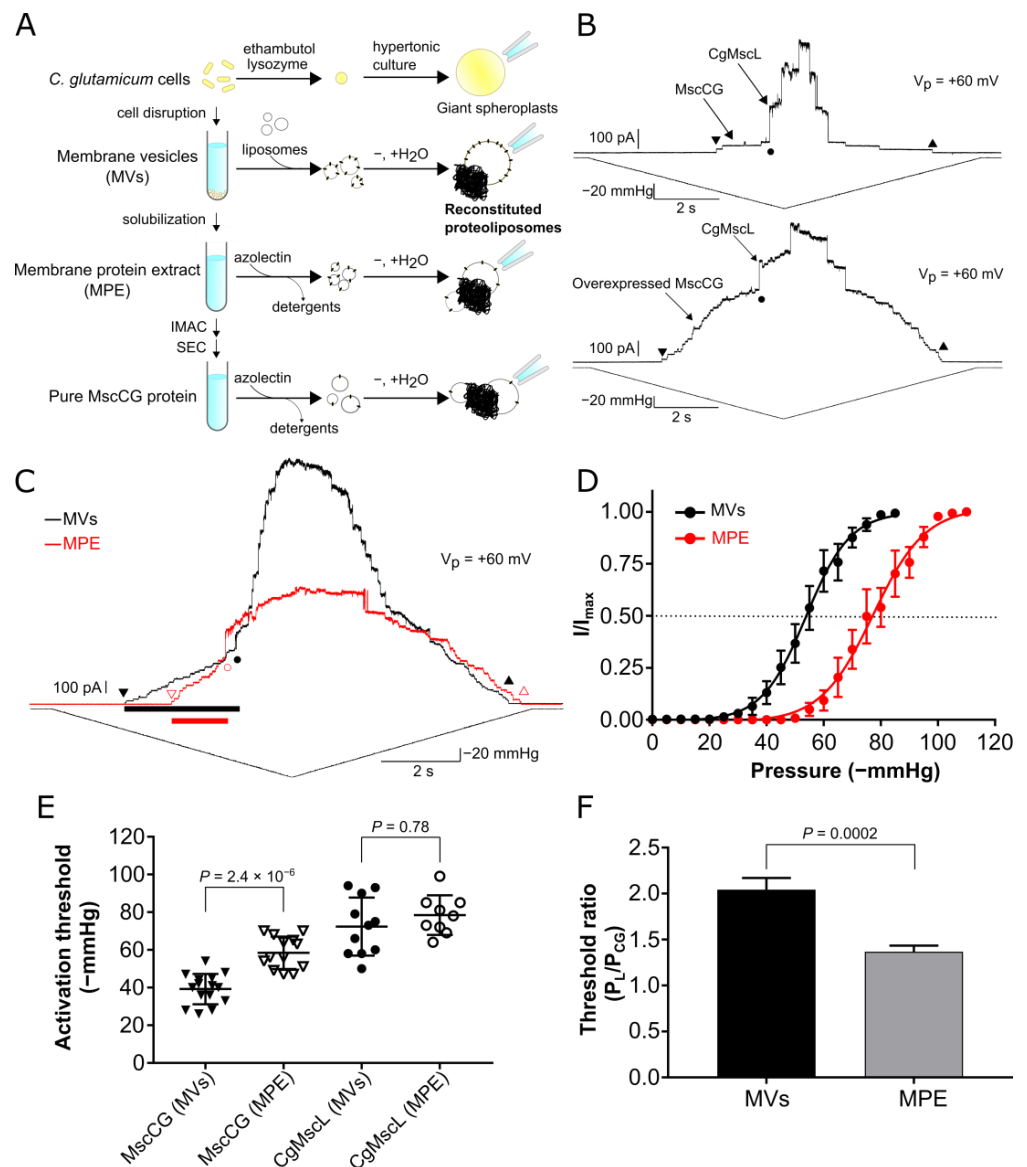 A
C. glutamicum cells
ethambutol
lysozyme
hypertonic
culture
Giant spheroplasts
cell disruption
Membrane vesicles
(MVs)
liposomes
−, +H2O
Reconstituted
proteoliposomes
solubilization
Membrane protein extract
(MPE)
azolectin
detergents
−, +H2O
IMAC
SEC
Pure MscCG protein
azolectin
detergents
−, +H2O
B
CgMscL
MscCG
Vp = +60 mV
100 pA
−20 mmHg
2 s
CgMscL
Overexpressed MscCG
Vp = +60 mV
100 pA
−20 mmHg
2 s
C
MVs
MPE
Vp = +60 mV
100 pA
−20 mmHg
2 s
D
MVs
MPE
I/Imax
1.00
0.75
0.50
0.25
0.00
0 20 40 60 80 100 120
Pressure (−mmHg)
E
Activation threshold
(−mmHg)
120
100
80
60
40
20
0
P = 2.4 × 10−6
P = 0.78
MscCG (MVs)
MscCG (MPE)
CgMscL (MVs)
CgMscL (MPE)
F
Threshold ratio
(PL/PCG)
2.5
2.0
1.5
1.0
0.5
0.0
P = 0.0002
MVs MPE